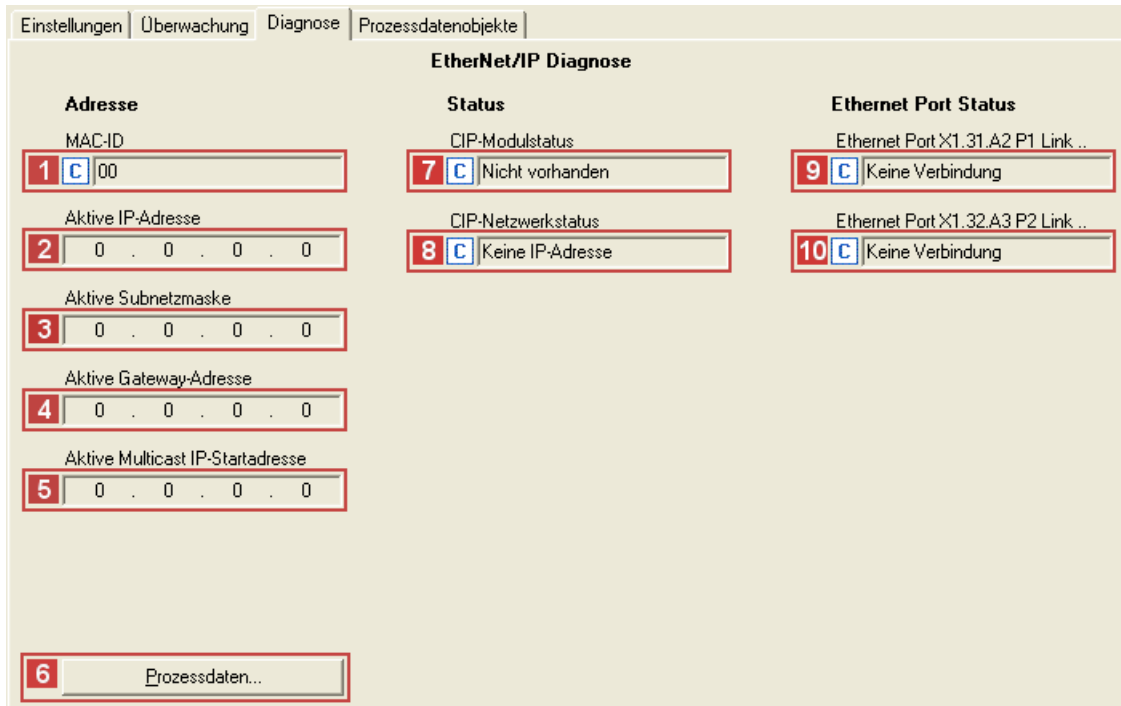 Einstellungen Überwachung Diagnose Prozessdatenobjekte
EtherNet/IP Diagnose
Adresse
MAC-ID
1 C 00
Aktive IP-Adresse
2 0 . 0 . 0 . 0
Aktive Subnetzmaske
3 0 . 0 . 0 . 0
Aktive Gateway-Adresse
4 0 . 0 . 0 . 0
Aktive Multicast IP-Startadresse
5 0 . 0 . 0 . 0
6 Prozessdaten...
Status
CIP-Modulstatus
7 C Nicht vorhanden
CIP-Netzwerkstatus
8 C Keine IP-Adresse
Ethernet Port Status
Ethernet Port X1.31.A2 P1 Link ..
9 C Keine Verbindung
Ethernet Port X1.32.A3 P2 Link ..
10 C Keine Verbindung